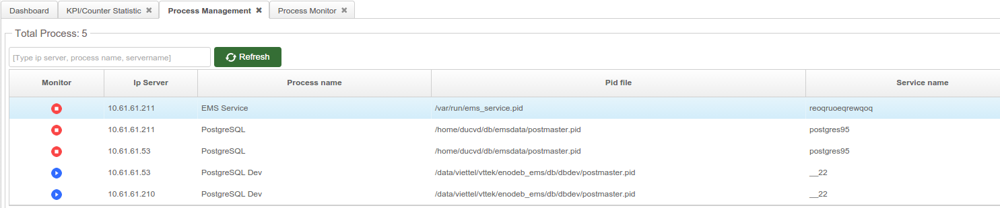 Dashboard KPI/Counter Statistic Process Management Process Monitor
Total Process: 5
[Type ip server, process name, servername] Refresh
Monitor Ip Server Process name Pid file Service name
10.61.61.211 EMS Service /var/run/ems_service.pid reoqruoeqrewqoq
10.61.61.211 PostgreSQL /home/ducvd/db/emsdata/postmaster.pid postgres95
10.61.61.53 PostgreSQL /home/ducvd/db/emsdata/postmaster.pid postgres95
10.61.61.53 PostgreSQL Dev /data/viettel/vttek/enodeb_ems/db/dbdev/postmaster.pid __22
10.61.61.210 PostgreSQL Dev /data/viettel/vttek/enodeb_ems/db/dbdev/postmaster.pid __22